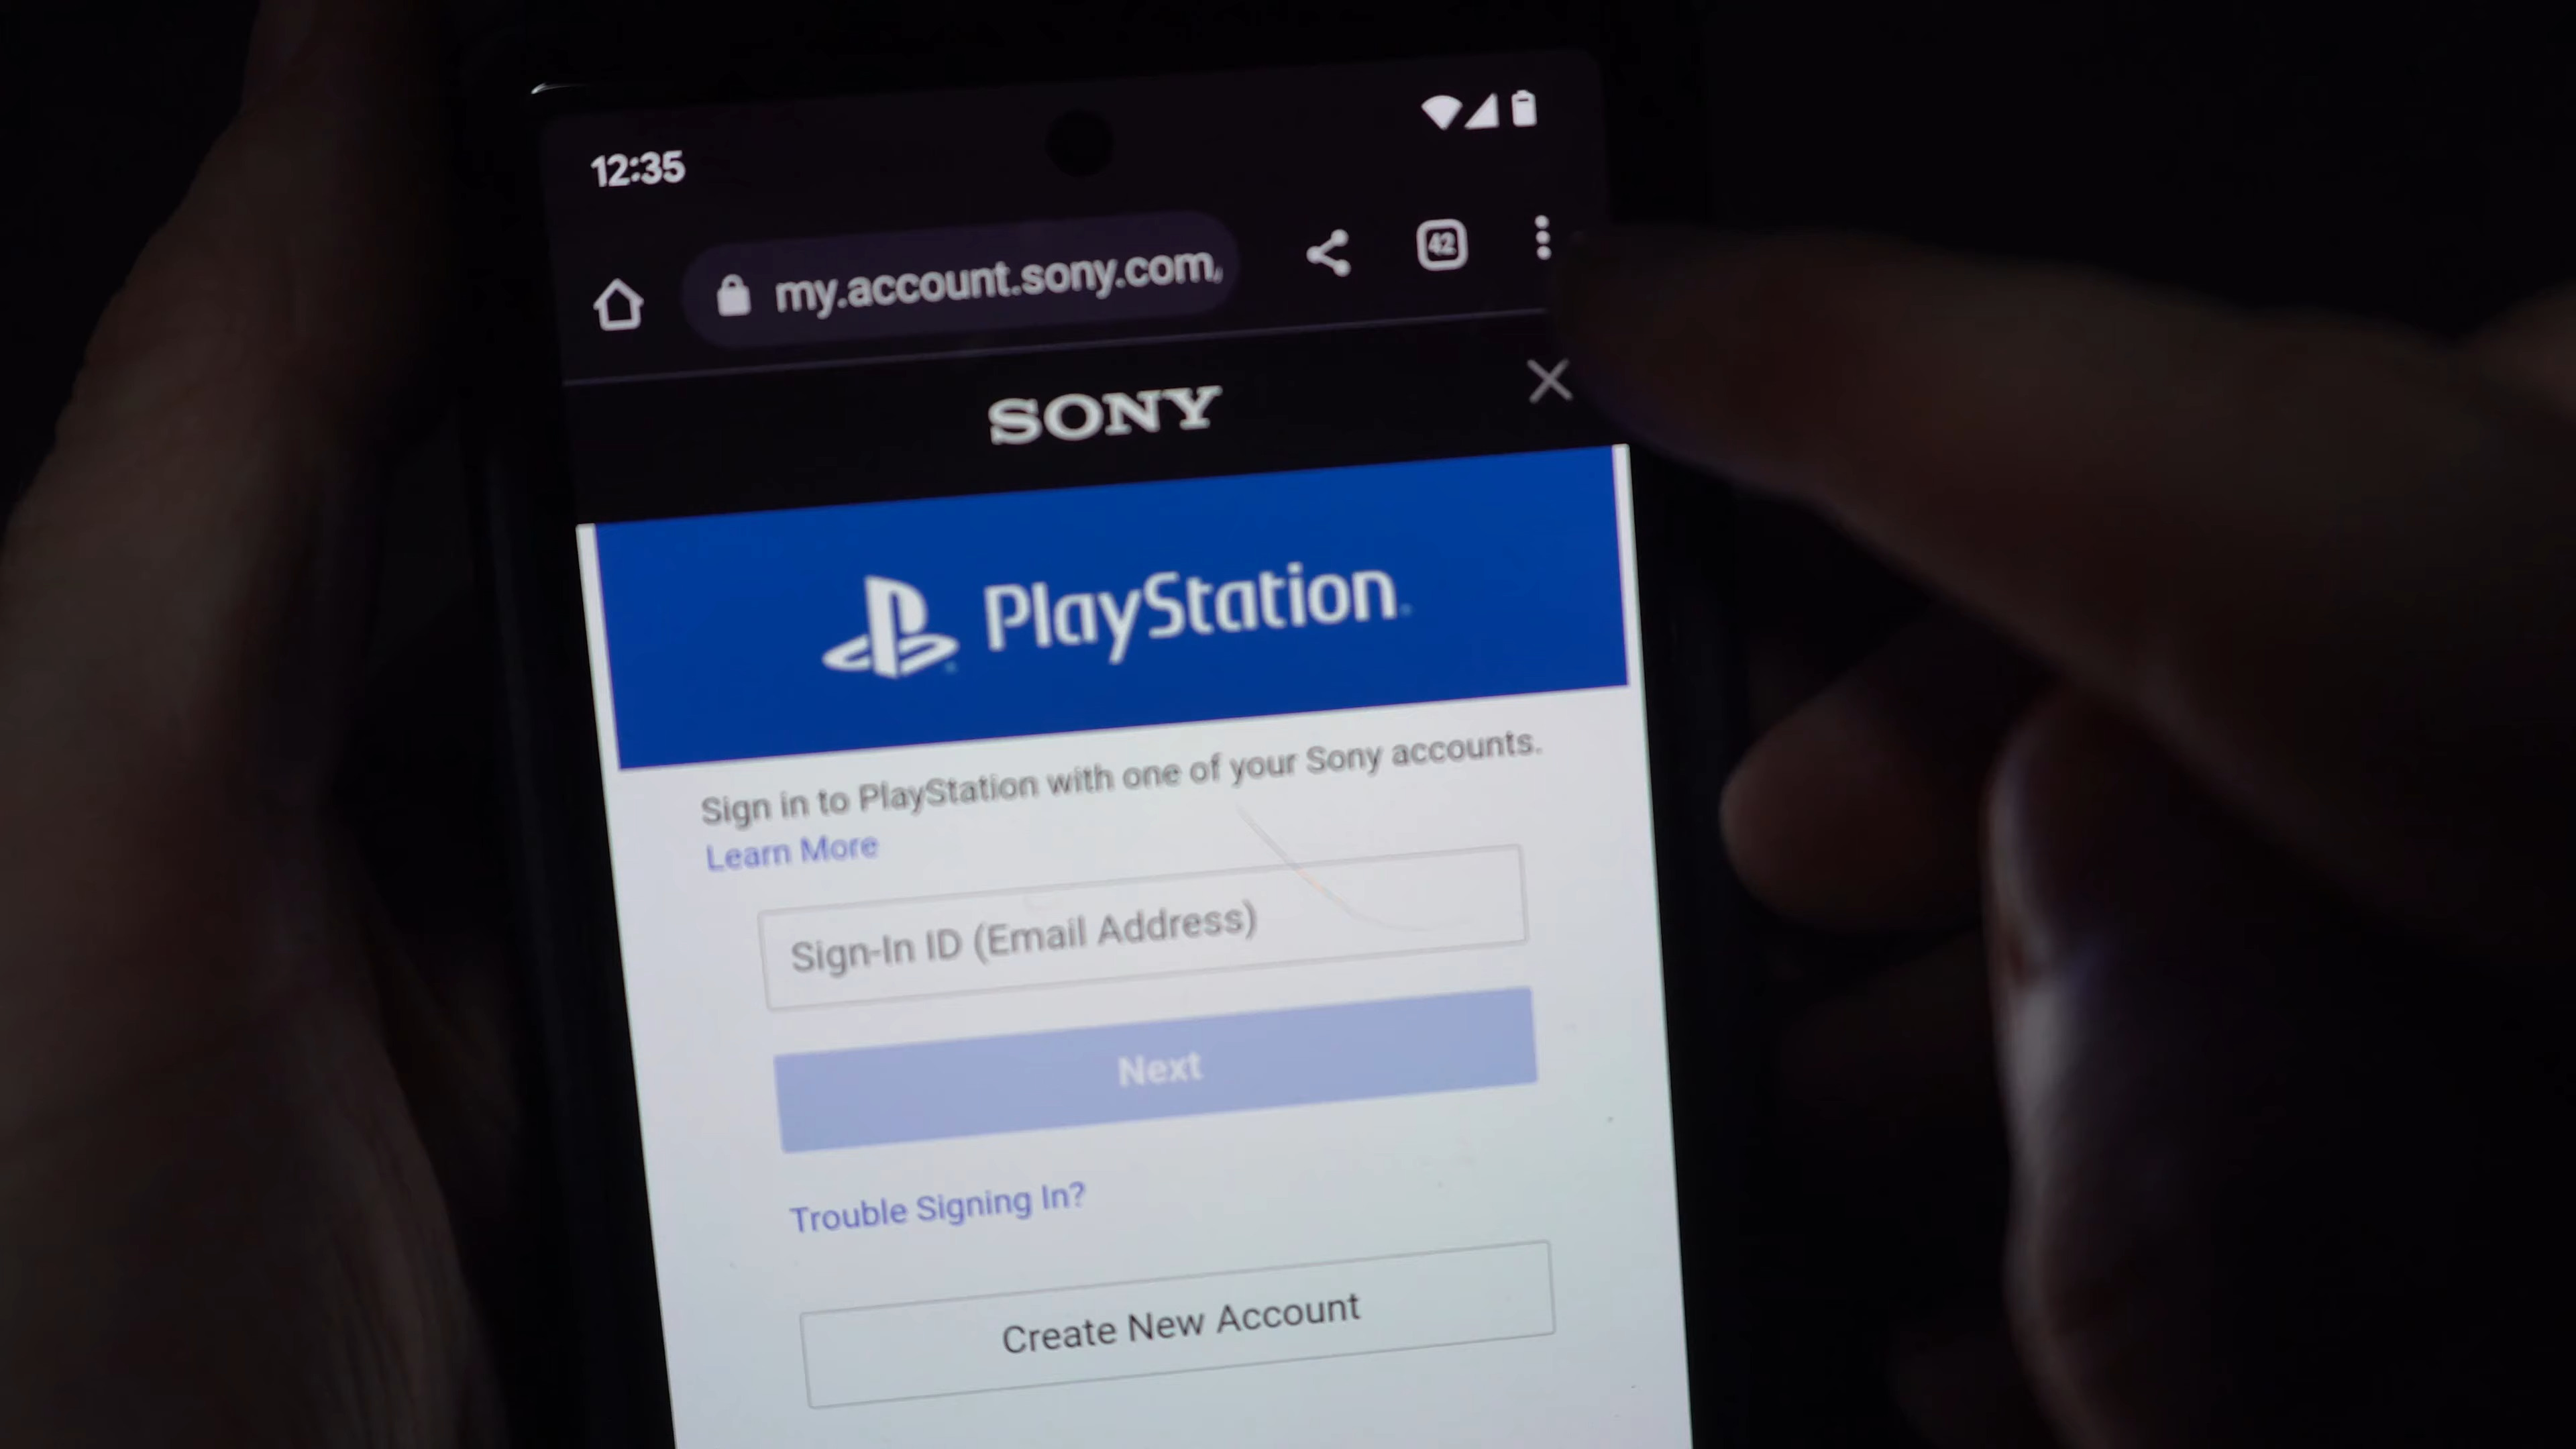 12:35
my.account.sony.com/
42
SONY
PlayStation
Sign in to PlayStation with one of your Sony accounts.
Learn More
Sign-In ID (Email Address)
Next
Trouble Signing In?
Create New Account